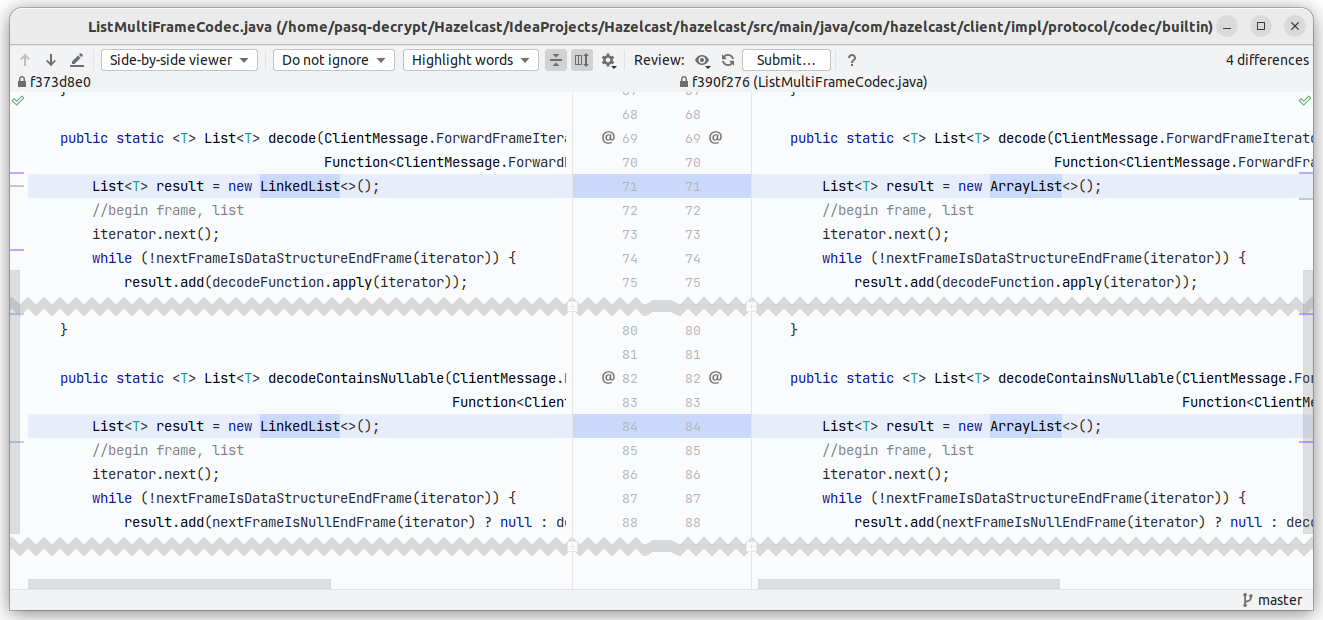 ListMultiFrameCodec.java (/home/pasq-decrypt/Hazelcast/IdeaProjects/Hazelcast/hazelcast/src/main/java/com/hazelcast/client/impl/protocol/codec/builtin)
Side-by-side viewer Do not ignore Highlight words Review: Submit... ? 4 differences
f373d8e0 f390f276 (ListMultiFrameCodec.java)
} 67 67 }
68 68
public static <T> List<T> decode(ClientMessage.ForwardFrameItera @ 69 69 @ public static <T> List<T> decode(ClientMessage.ForwardFrameIterato
Function<ClientMessage.Forward 70 70 Function<ClientMessage.ForwardFra
List<T> result = new LinkedList<>(); 71 71 List<T> result = new ArrayList<>();
//begin frame, list 72 72 //begin frame, list
iterator.next(); 73 73 iterator.next();
while (!nextFrameIsDataStructureEndFrame(iterator)) { 74 74 while (!nextFrameIsDataStructureEndFrame(iterator)) {
result.add(decodeFunction.apply(iterator)); 75 75 result.add(decodeFunction.apply(iterator));
} 80 80 }
81 81
public static <T> List<T> decodeContainsNullable(ClientMessage. @ 82 82 @ public static <T> List<T> decodeContainsNullable(ClientMessage.For
Function<Client 83 83 Function<ClientMe
List<T> result = new LinkedList<>(); 84 84 List<T> result = new ArrayList<>();
//begin frame, list 85 85 //begin frame, list
iterator.next(); 86 86 iterator.next();
while (!nextFrameIsDataStructureEndFrame(iterator)) { 87 87 while (!nextFrameIsDataStructureEndFrame(iterator)) {
result.add(nextFrameIsNullEndFrame(iterator) ? null : de 88 88 result.add(nextFrameIsNullEndFrame(iterator) ? null : deco
master